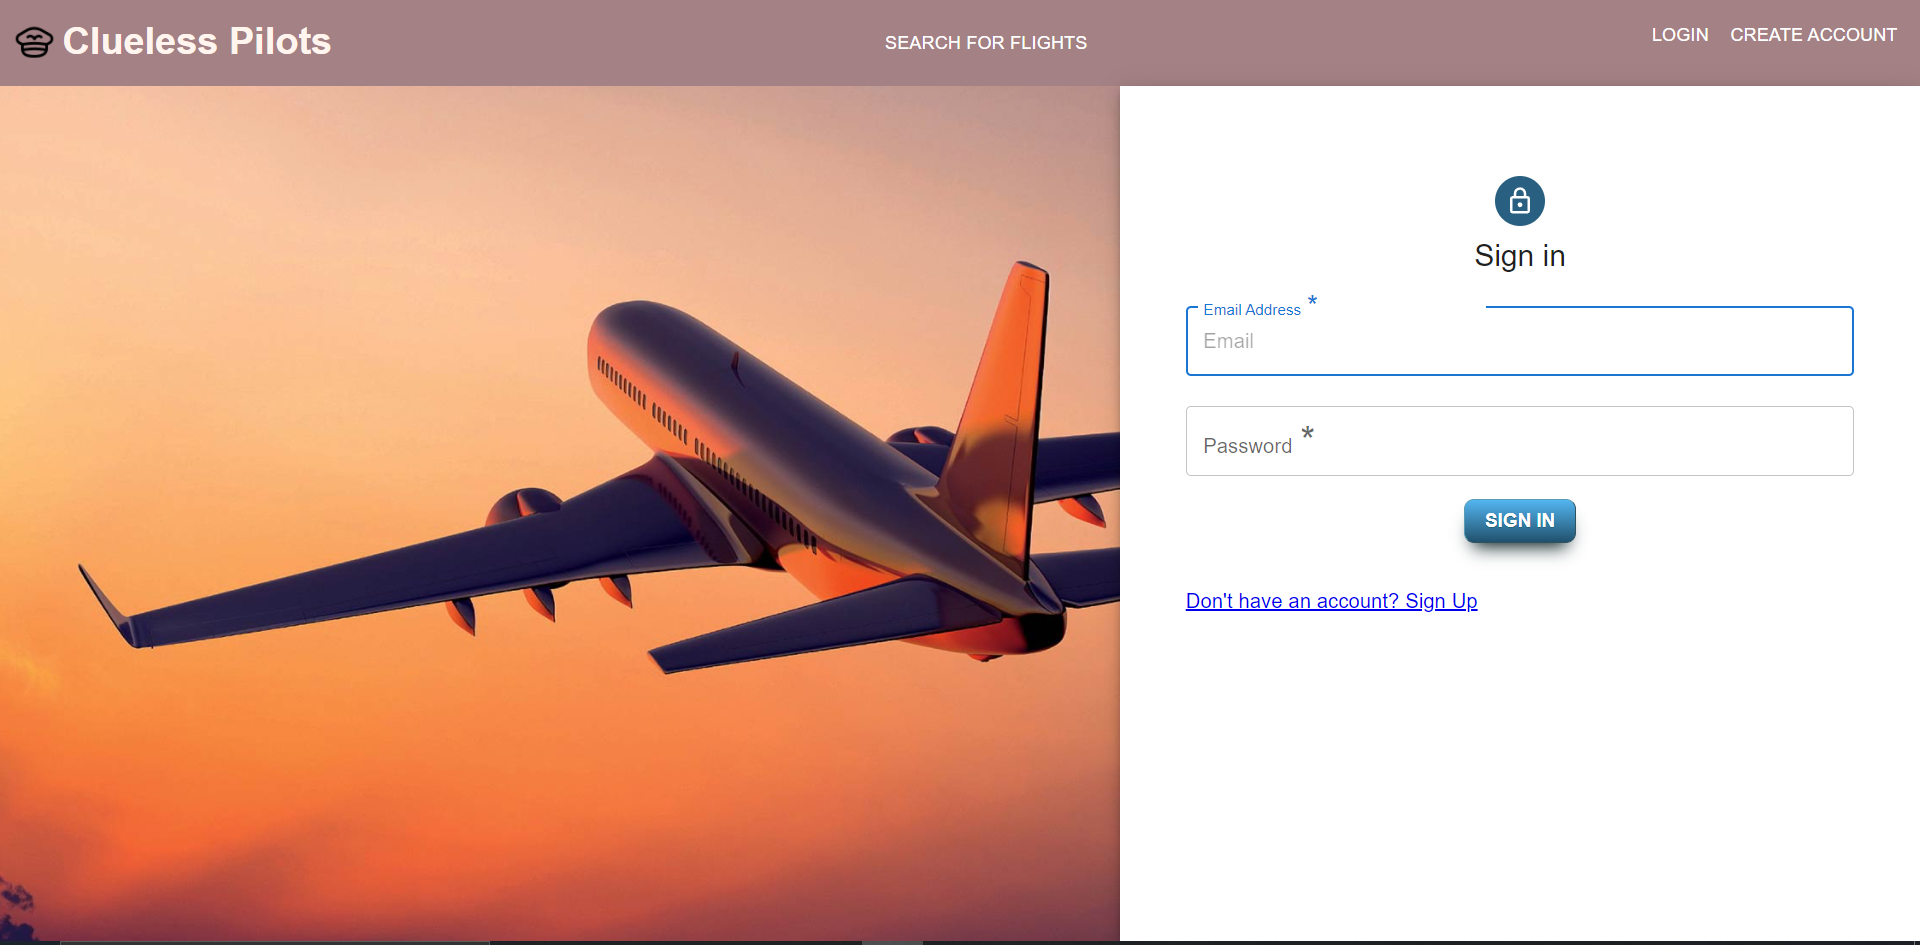 Clueless Pilots
SEARCH FOR FLIGHTS
LOGIN
CREATE ACCOUNT
Sign in
Email Address *
Email
Password *
SIGN IN
Don't have an account? Sign Up